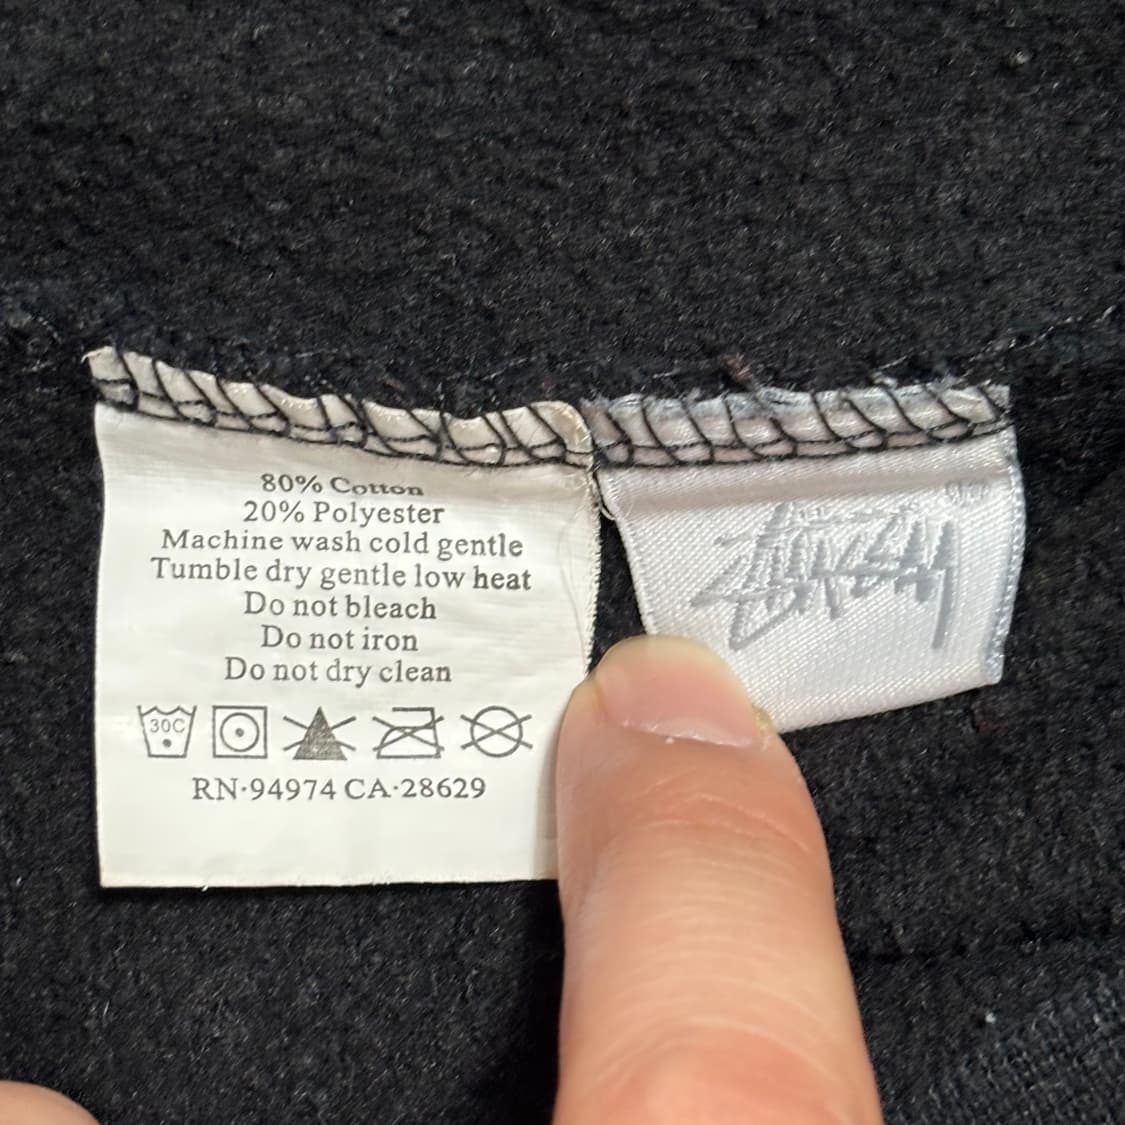 80% Cotton
20% Polyester
Machine wash cold gentle
Tumble dry gentle low heat
Do not bleach
Do not iron
Do not dry clean
30C
RN·94974 CA·28629
Stüssy